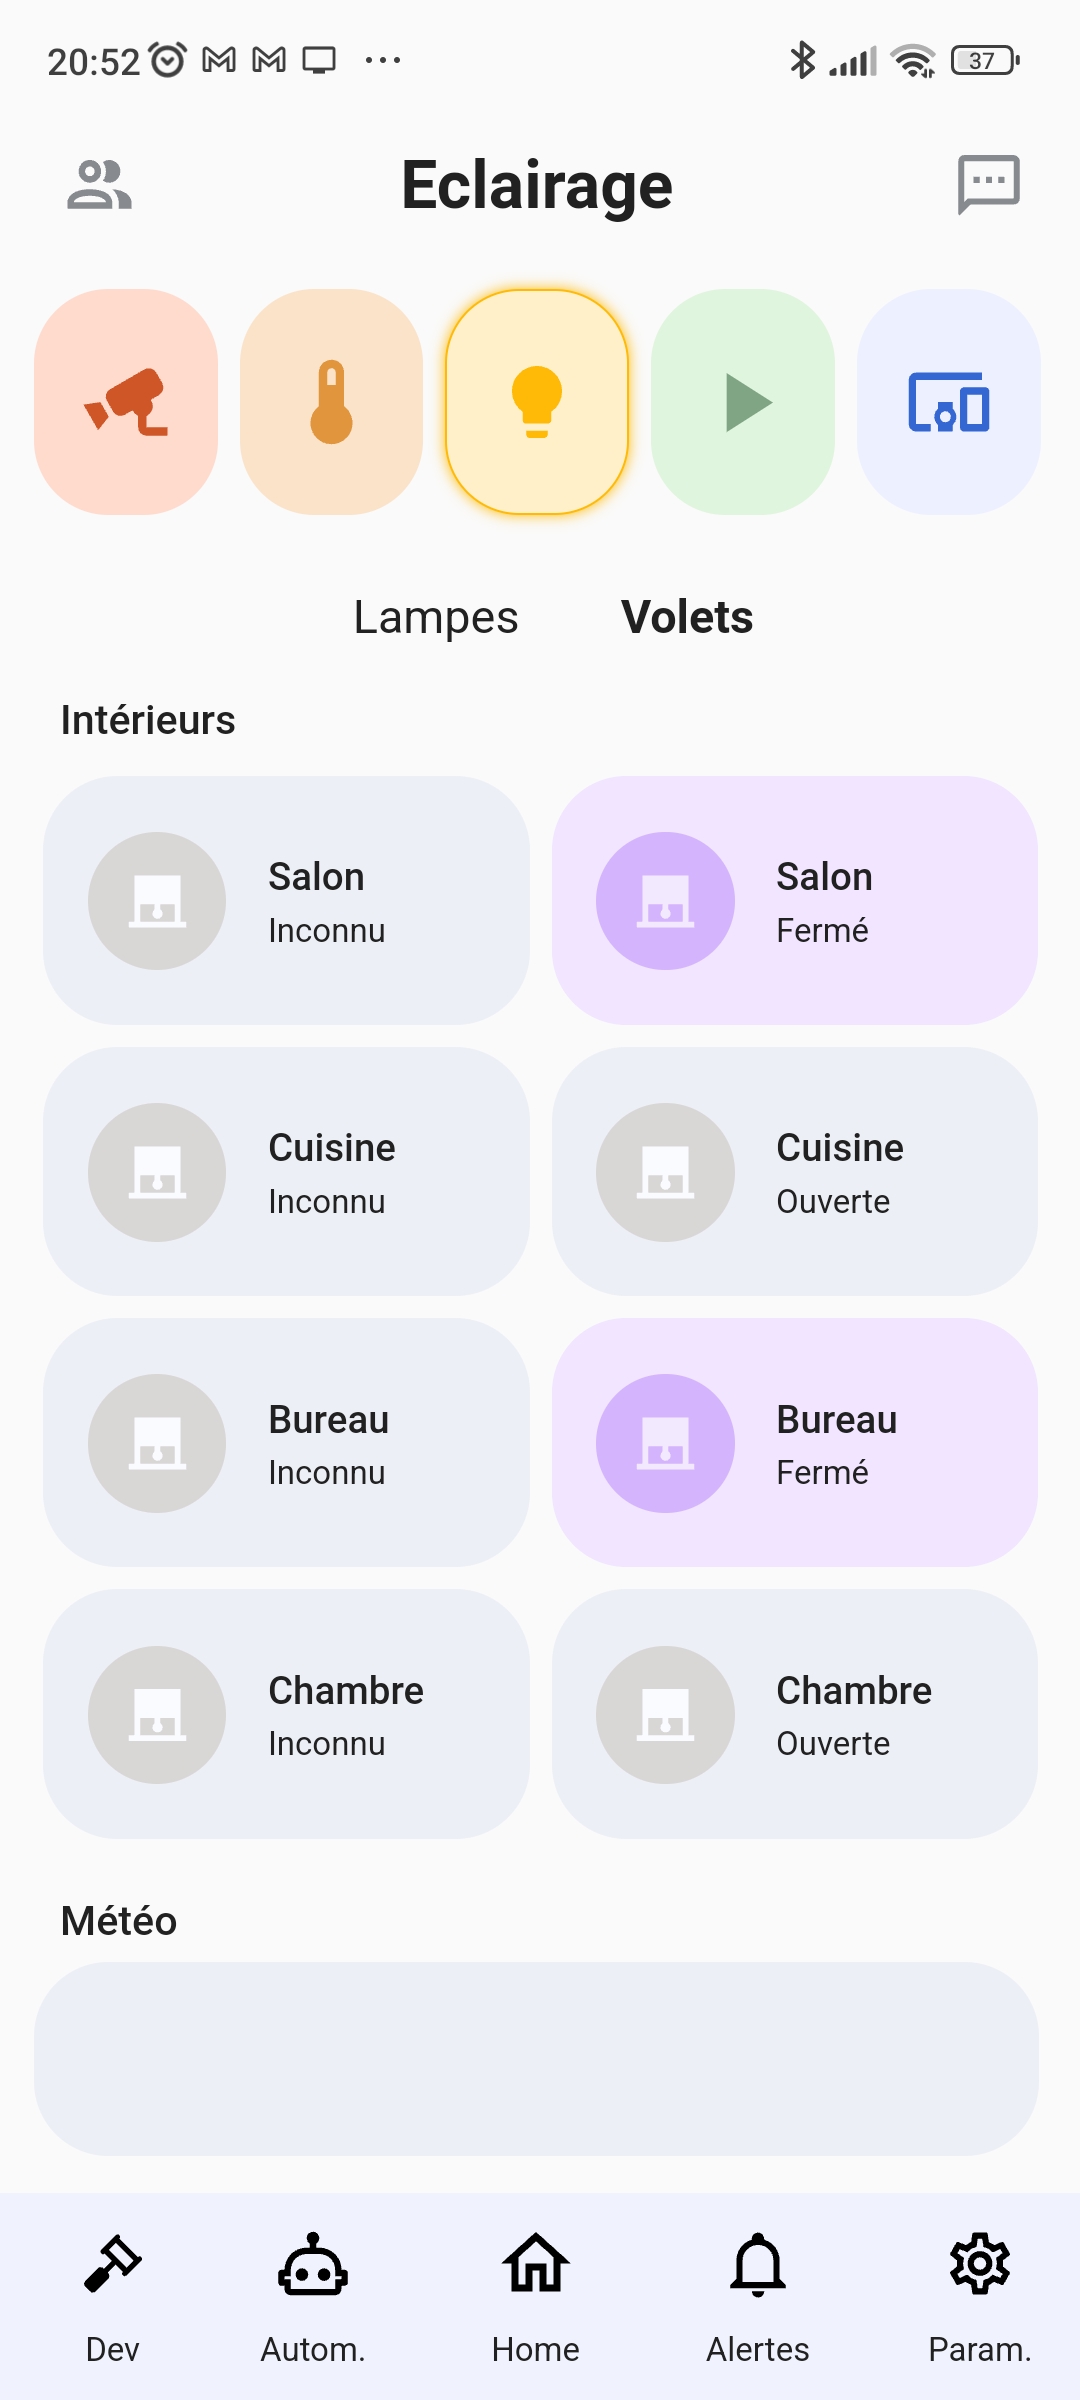 20:52
37
Eclairage
Lampes Volets
Intérieurs
Salon Salon
Inconnu Fermé
Cuisine Cuisine
Inconnu Ouverte
Bureau Bureau
Inconnu Fermé
Chambre Chambre
Inconnu Ouverte
Météo
Dev Autom. Home Alertes Param.